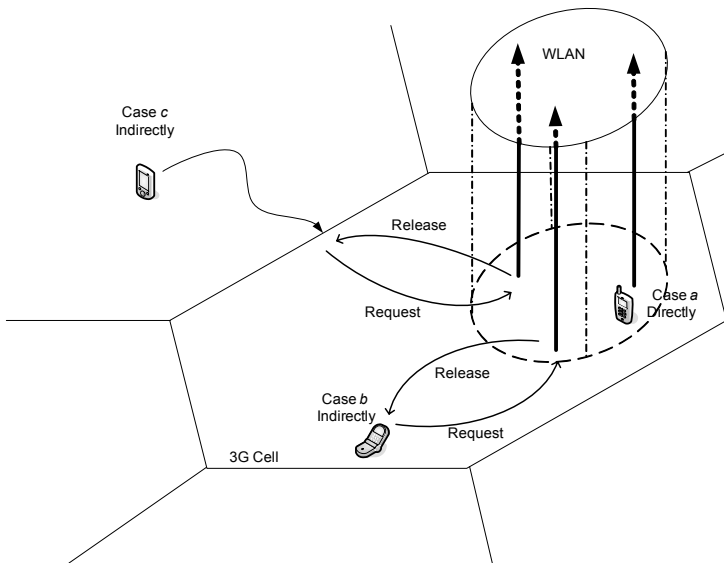 WLAN
Case c
Indirectly
Release
Request
Case a
Directly
Release
Case b
Indirectly
Request
3G Cell